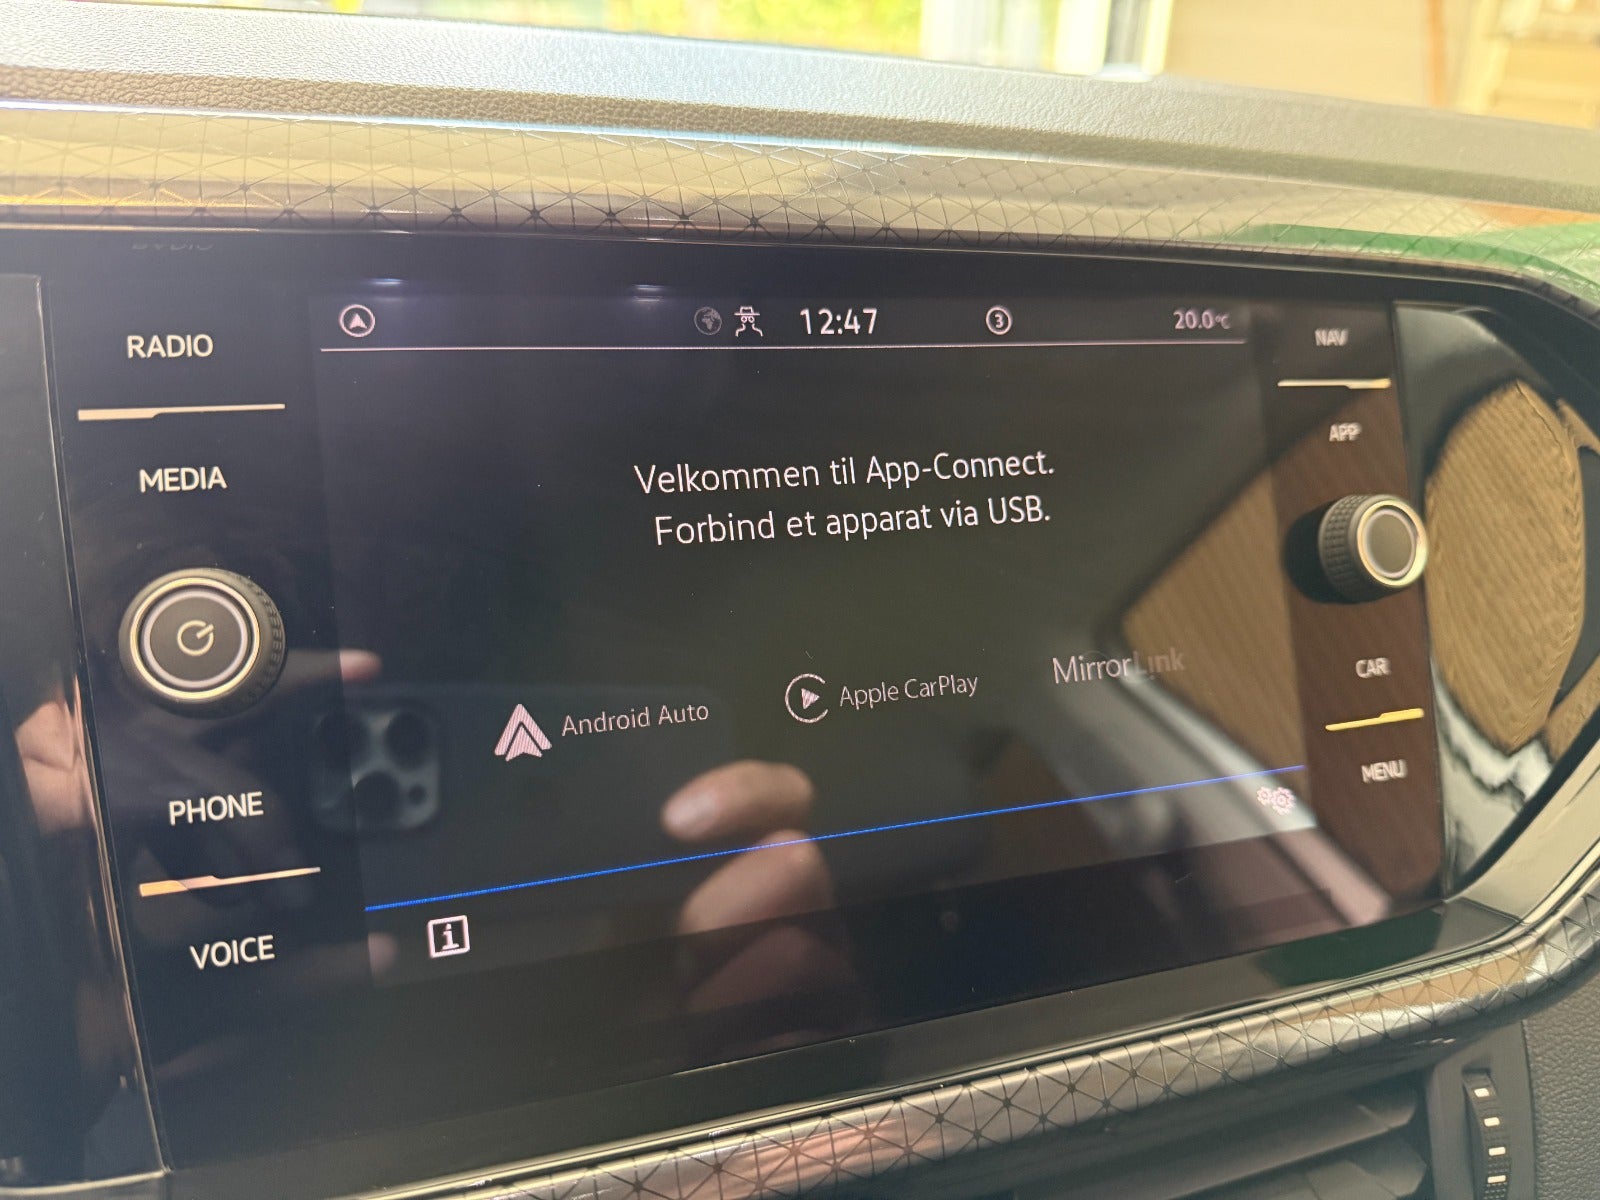 RADIO
MEDIA
PHONE
VOICE
12:47
3
20.0°C
Velkommen til App-Connect.
Forbind et apparat via USB.
Android Auto
Apple CarPlay
MirrorLink
i
NAV
APP
CAR
MENU